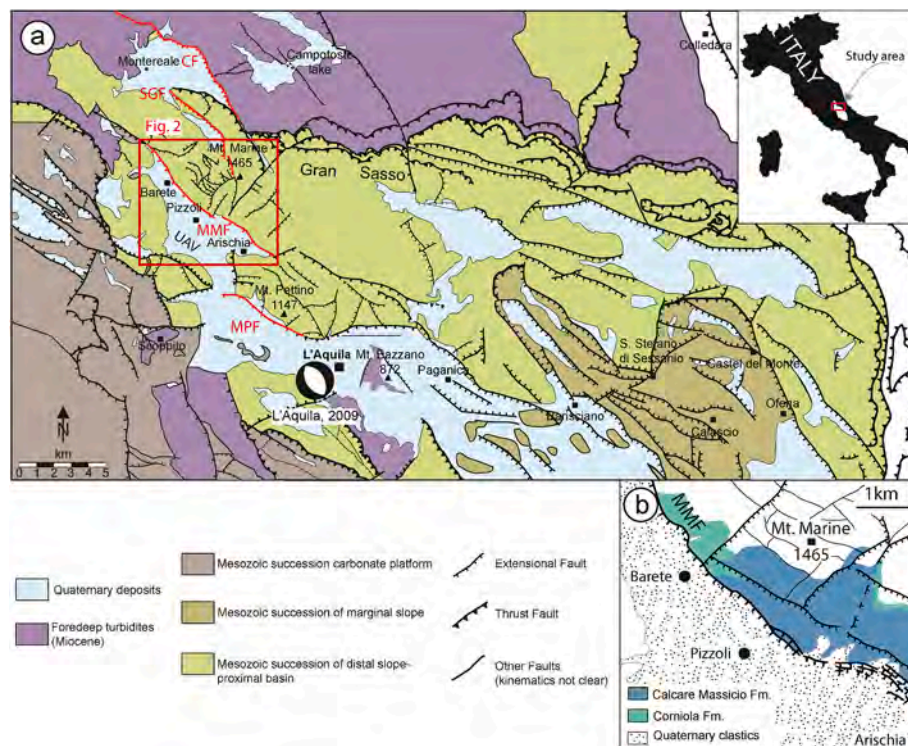 a
Montereale
CF
Campotosto
lake
Colledara
ITALY
Study area
SGF
Fig. 2
Mt. Marine
1465
Gran Sasso
Barete
Pizzoli
MMF
UAV
Arischia
Mt. Pettino
1147
MPF
Scoppito
L'Aquila
Mt. Bazzano
872
Paganica
S. Stefano
di Sessanio
Castel del Monte
Ofena
Barisciano
Calascio
L'Aquila, 2009
N
0 1 2 3 4 5
km
b
1km
MMF
Mt. Marine
1465
Barete
Pizzoli
Calcare Massicio Fm.
Corniola Fm.
Quaternary clastics
Arischia
Quaternary deposits
Foredeep turbidites
(Miocene)
Mesozoic succession carbonate platform
Mesozoic succession of marginal slope
Mesozoic succession of distal slope-
proximal basin
Extensional Fault
Thrust Fault
Other Faults
(kinematics not clear)